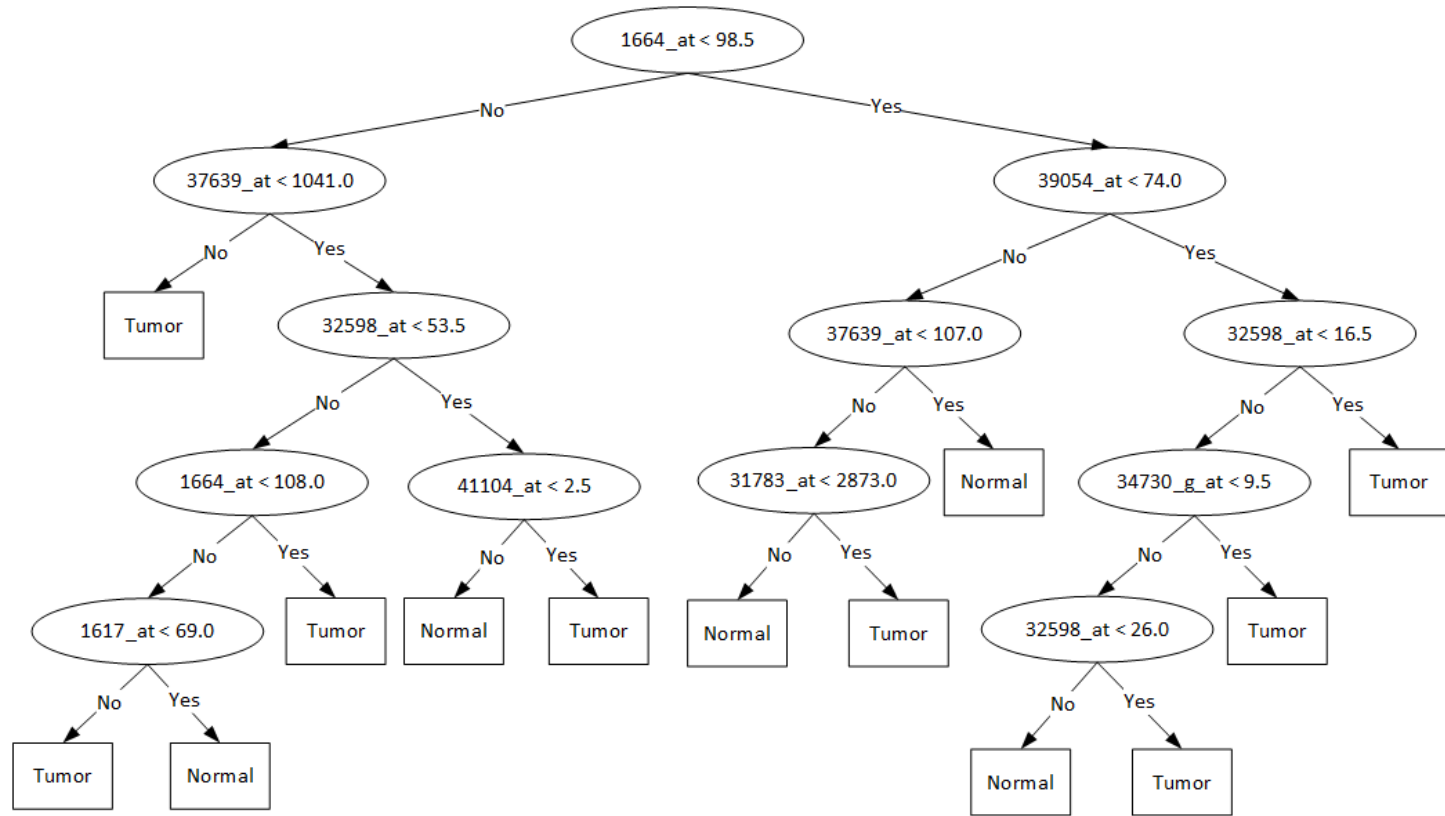 1664_at < 98.5
No
Yes
37639_at < 1041.0
39054_at < 74.0
No
Yes
No
Yes
Tumor
32598_at < 53.5
37639_at < 107.0
32598_at < 16.5
No
Yes
No
Yes
No
Yes
1664_at < 108.0
41104_at < 2.5
31783_at < 2873.0
Normal
34730_g_at < 9.5
Tumor
No
Yes
No
Yes
No
Yes
No
Yes
1617_at < 69.0
Tumor
Normal
Tumor
Normal
Tumor
32598_at < 26.0
Tumor
No
Yes
No
Yes
Tumor
Normal
Normal
Tumor